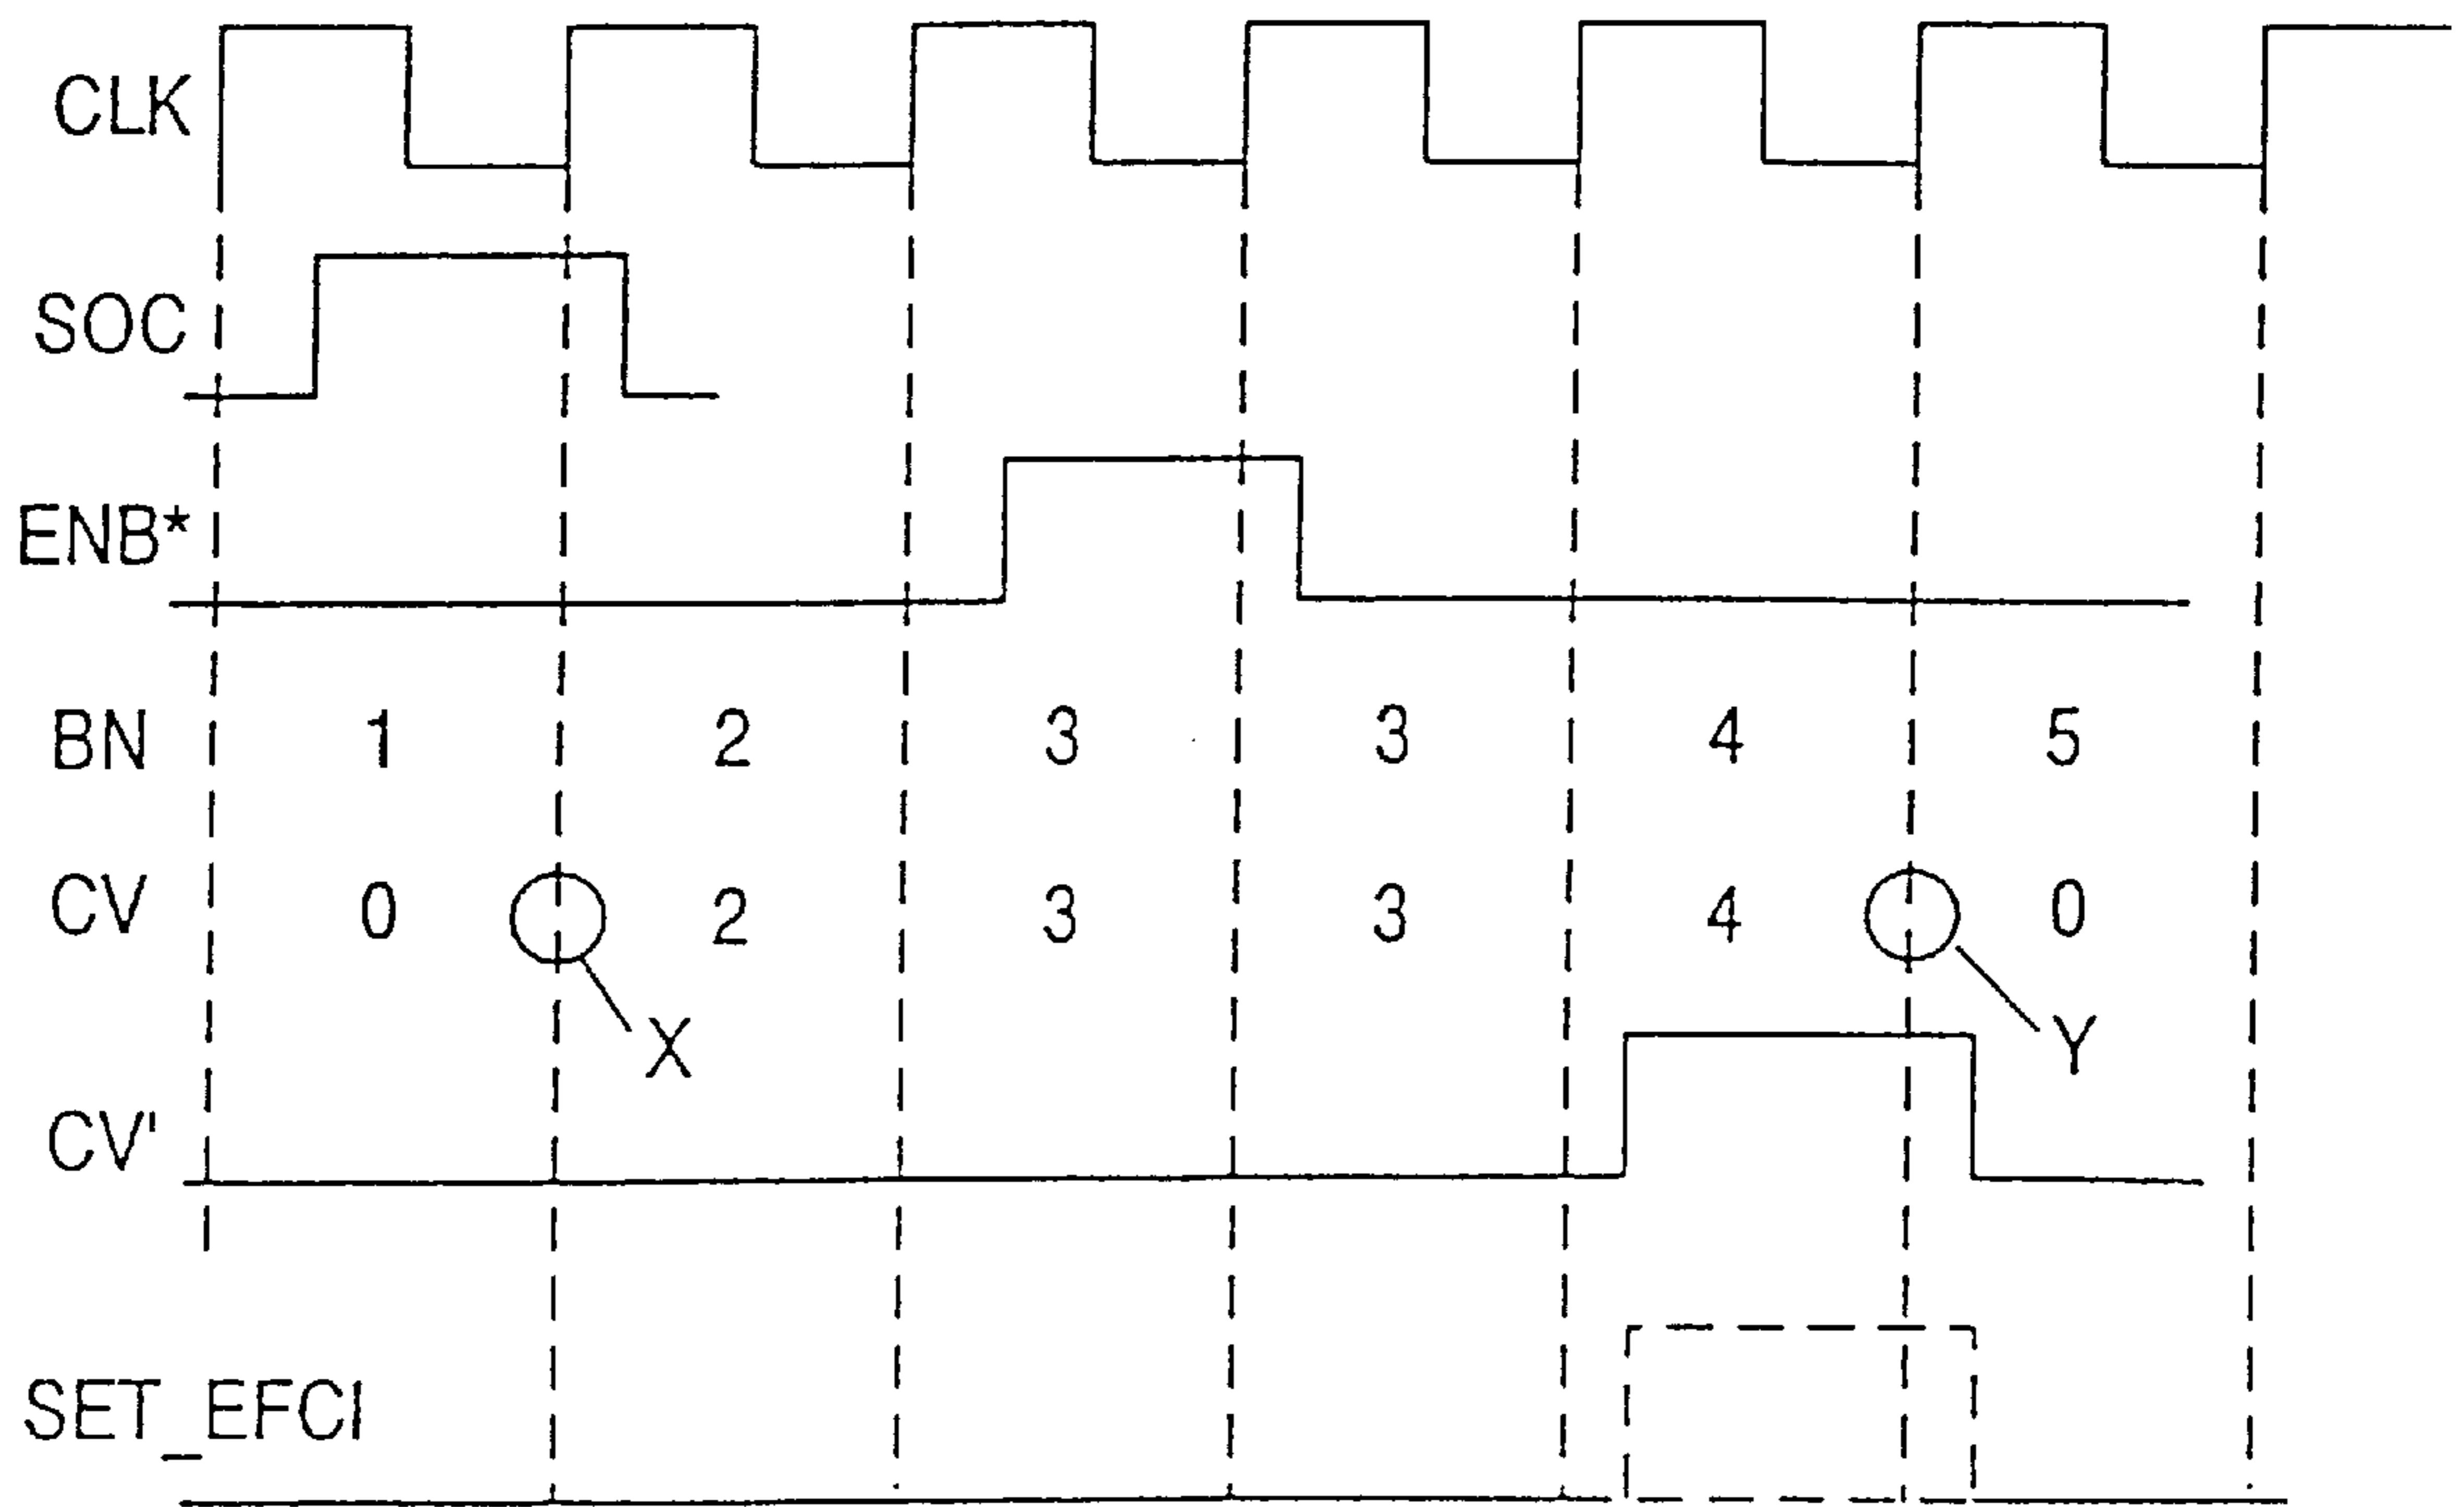 CLK
SOC
ENB*
BN 1 2 3 3 4 5
CV 0 2 3 3 4 0
X Y
CV'
SET_EFCI